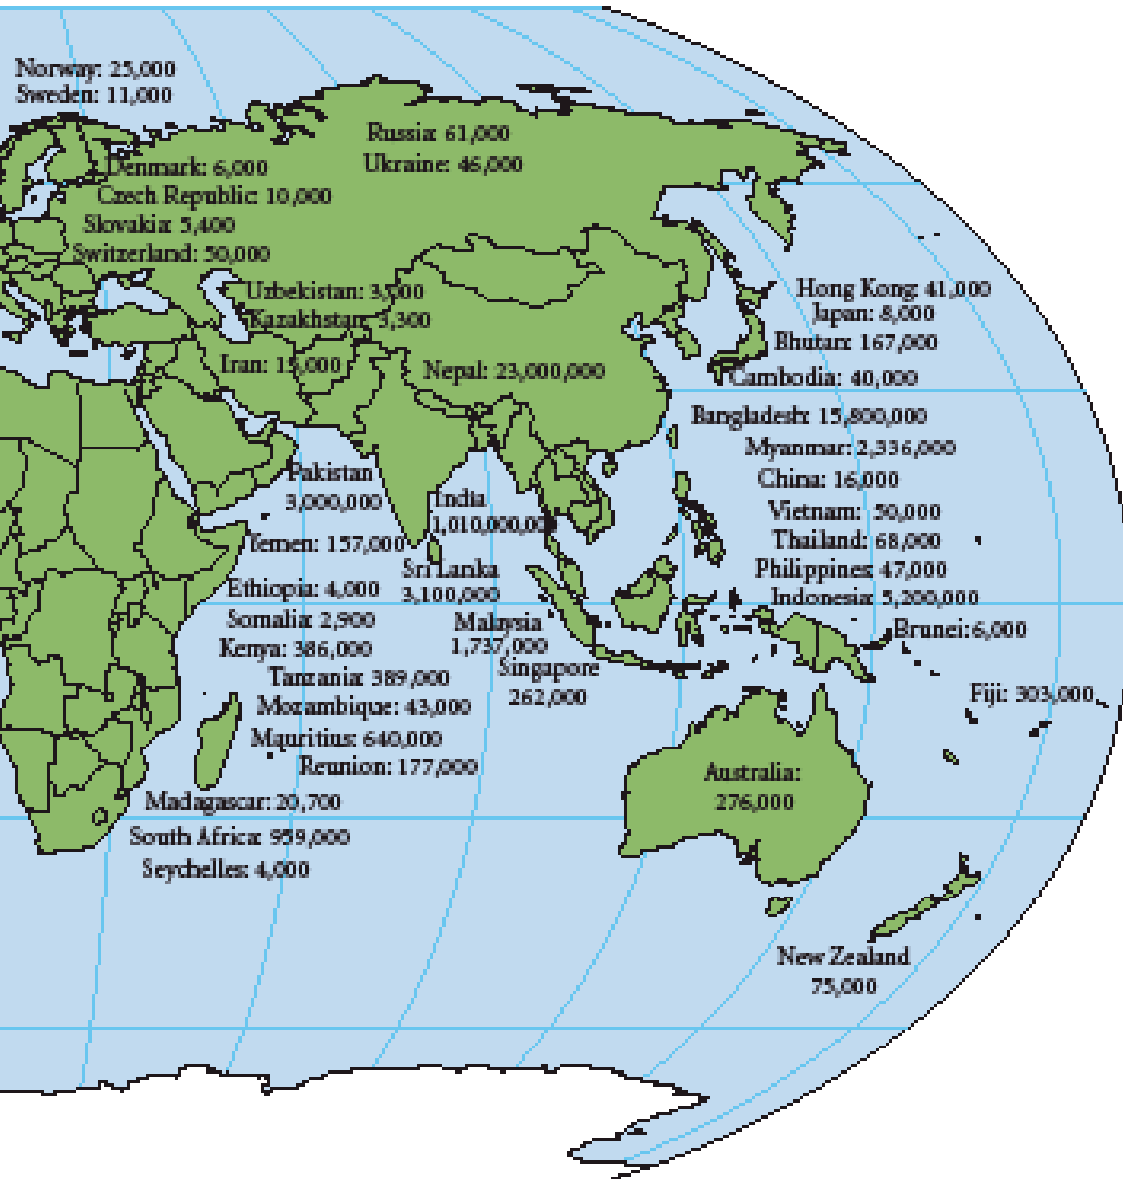 Norway: 25,000
Sweden: 11,000
Russia: 61,000
Ukraine: 46,000
Denmark: 6,000
Czech Republic: 10,000
Slovakia: 5,400
Switzerland: 50,000
Uzbekistan: 3,500
Kazakhstan: 3,300
Iran: 15,000
Nepal: 23,000,000
Hong Kong: 41,000
Japan: 8,000
Bhutan: 167,000
Cambodia: 40,000
Bangladesh: 15,800,000
Myanmar: 2,336,000
China: 16,000
Vietnam: 50,000
Thailand: 68,000
Philippines: 47,000
Indonesia: 5,200,000
Brunei: 6,000
Pakistan
3,000,000
India
1,010,000,000
Yemen: 157,000
Sri Lanka
3,100,000
Ethiopia: 4,000
Somalia: 2,900
Malaysia
1,737,000
Kenya: 386,000
Singapore
262,000
Tanzania: 389,000
Mozambique: 43,000
Mauritius: 640,000
Reunion: 177,000
Madagascar: 20,700
South Africa: 959,000
Seychelles: 4,000
Fiji: 303,000
Australia:
276,000
New Zealand
75,000